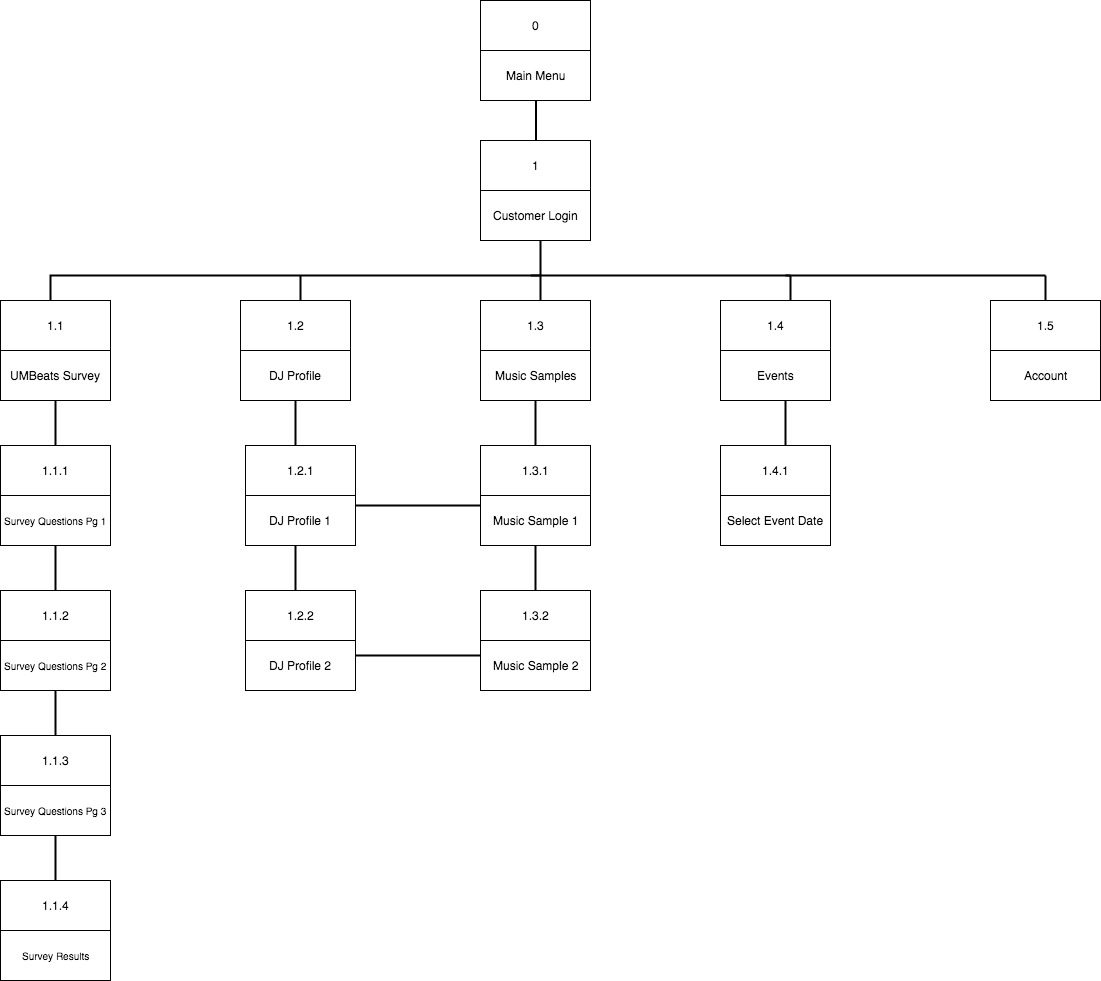 0
Main Menu
1
Customer Login
1.1
UMBeats Survey
1.2
DJ Profile
1.3
Music Samples
1.4
Events
1.5
Account
1.1.1
Survey Questions Pg 1
1.2.1
DJ Profile 1
1.3.1
Music Sample 1
1.4.1
Select Event Date
1.1.2
Survey Questions Pg 2
1.2.2
DJ Profile 2
1.3.2
Music Sample 2
1.1.3
Survey Questions Pg 3
1.1.4
Survey Results